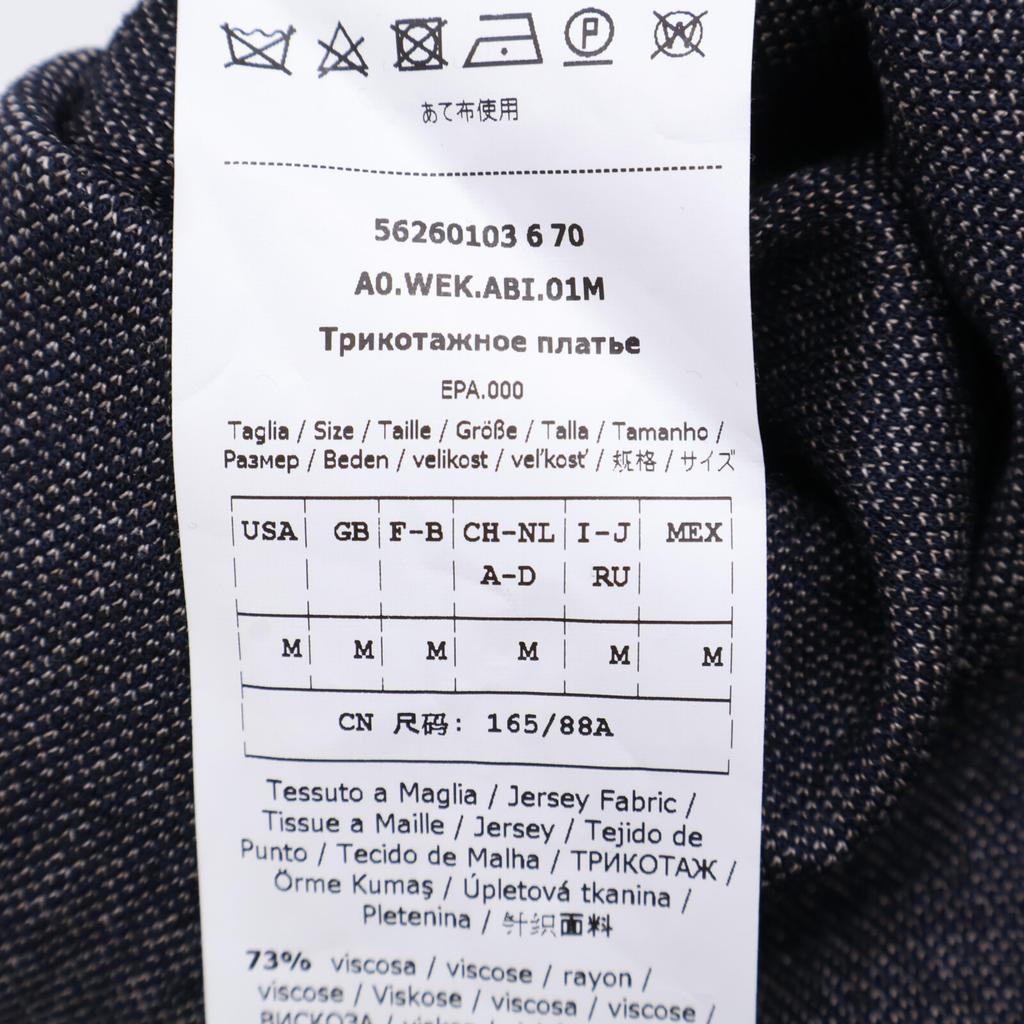 あて布使用
56260103 6 70
A0.WEK.ABI.01M
Трикотажное платье
EPA.000
Taglia / Size / Taille / Größe / Talla / Tamanho /
Размер / Beden / velikost / veľkosť / 规格 / サイズ
USA GB F-B CH-NL I-J MEX
A-D RU
M M M M M M
CN 尺码: 165/88A
Tessuto a Maglia / Jersey Fabric /
Tissue a Maille / Jersey / Tejido de
Punto / Tecido de Malha / ТРИКОТАЖ /
Örme Kumaş / Úpletová tkanina /
Pletenina / 针织面料
73% viscosa / viscose / rayon /
viscose / Viskose / viscosa / viscose /
ВИСКОЗА /